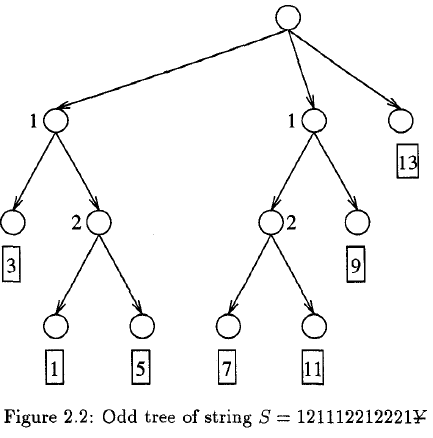 1 1
13
2 2
3 9
1 5 7 11
Figure 2.2: Odd tree of string S = 121112212221¥